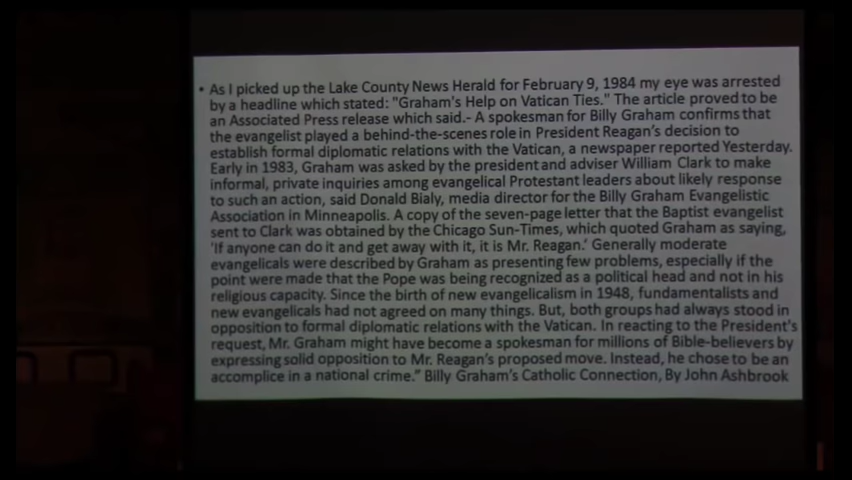 • As I picked up the Lake County News Herald for February 9, 1984 my eye was arrested
by a headline which stated: "Graham's Help on Vatican Ties." The article proved to be
an Associated Press release which said.- A spokesman for Billy Graham confirms that
the evangelist played a behind-the-scenes role in President Reagan's decision to
establish formal diplomatic relations with the Vatican, a newspaper reported Yesterday.
Early in 1983, Graham was asked by the president and adviser William Clark to make
informal, private inquiries among evangelical Protestant leaders about likely response
to such an action, said Donald Bialy, media director for the Billy Graham Evangelistic
Association in Minneapolis. A copy of the seven-page letter that the Baptist evangelist
sent to Clark was obtained by the Chicago Sun-Times, which quoted Graham as saying,
'If anyone can do it and get away with it, it is Mr. Reagan.' Generally moderate
evangelicals were described by Graham as presenting few problems, especially if the
point were made that the Pope was being recognized as a political head and not in his
religious capacity. Since the birth of new evangelicalism in 1948, fundamentalists and
new evangelicals had not agreed on many things. But, both groups had always stood in
opposition to formal diplomatic relations with the Vatican. In reacting to the President's
request, Mr. Graham might have become a spokesman for millions of Bible-believers by
expressing solid opposition to Mr. Reagan's proposed move. Instead, he chose to be an
accomplice in a national crime." Billy Graham's Catholic Connection, By John Ashbrook